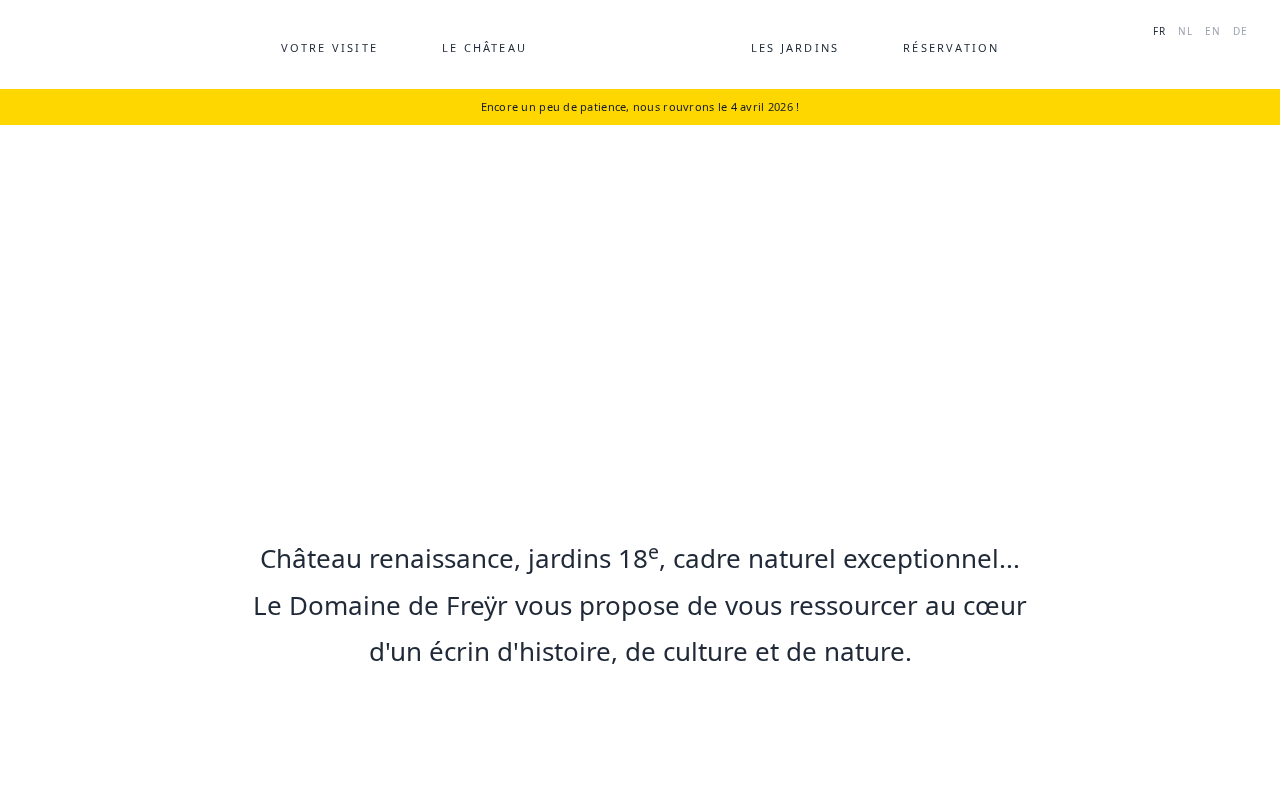 VOTRE VISITE
LE CHÂTEAU
LES JARDINS
RÉSERVATION
FR NL EN DE
Encore un peu de patience, nous rouvrons le 4 avril 2026 !
Château renaissance, jardins 18e, cadre naturel exceptionnel...
Le Domaine de Freÿr vous propose de vous ressourcer au cœur
d'un écrin d'histoire, de culture et de nature.